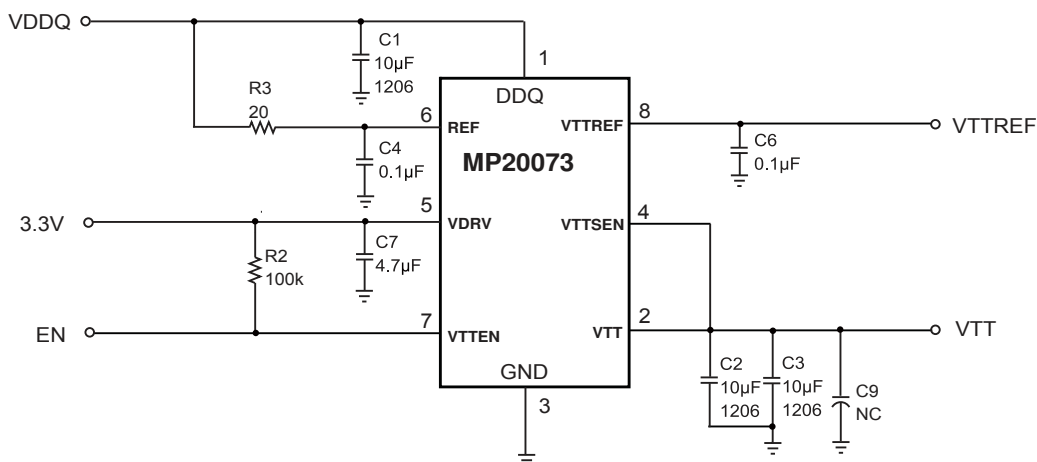 VDDQ
C1
10µF
1206
1
DDQ
R3
20
6
REF
VTTREF
8
VTTREF
C4
0.1µF
MP20073
C6
0.1µF
3.3V
5
VDRV
VTTSEN
4
R2
100k
C7
4.7µF
EN
7
VTTEN
VTT
2
VTT
GND
3
C2
10µF
1206
C3
10µF
1206
C9
NC